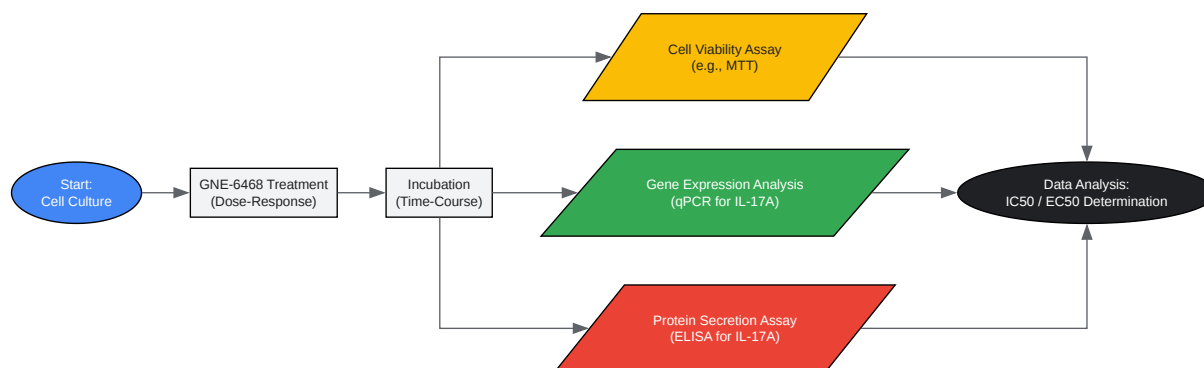 Start:
Cell Culture
GNE-6468 Treatment
(Dose-Response)
Incubation
(Time-Course)
Cell Viability Assay
(e.g., MTT)
Gene Expression Analysis
(qPCR for IL-17A)
Protein Secretion Assay
(ELISA for IL-17A)
Data Analysis:
IC50 / EC50 Determination